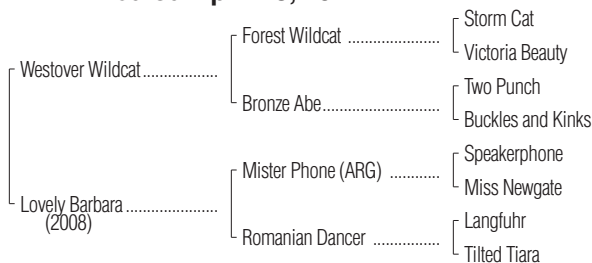 Storm Cat
Forest Wildcat ......................
Victoria Beauty
Westover Wildcat..................
Two Punch
Bronze Abe............................
Buckles and Kinks
Speakerphone
Mister Phone (ARG) ............
Miss Newgate
Lovely Barbara ......................
(2008)
Langfuhr
Romanian Dancer ................
Tilted Tiara